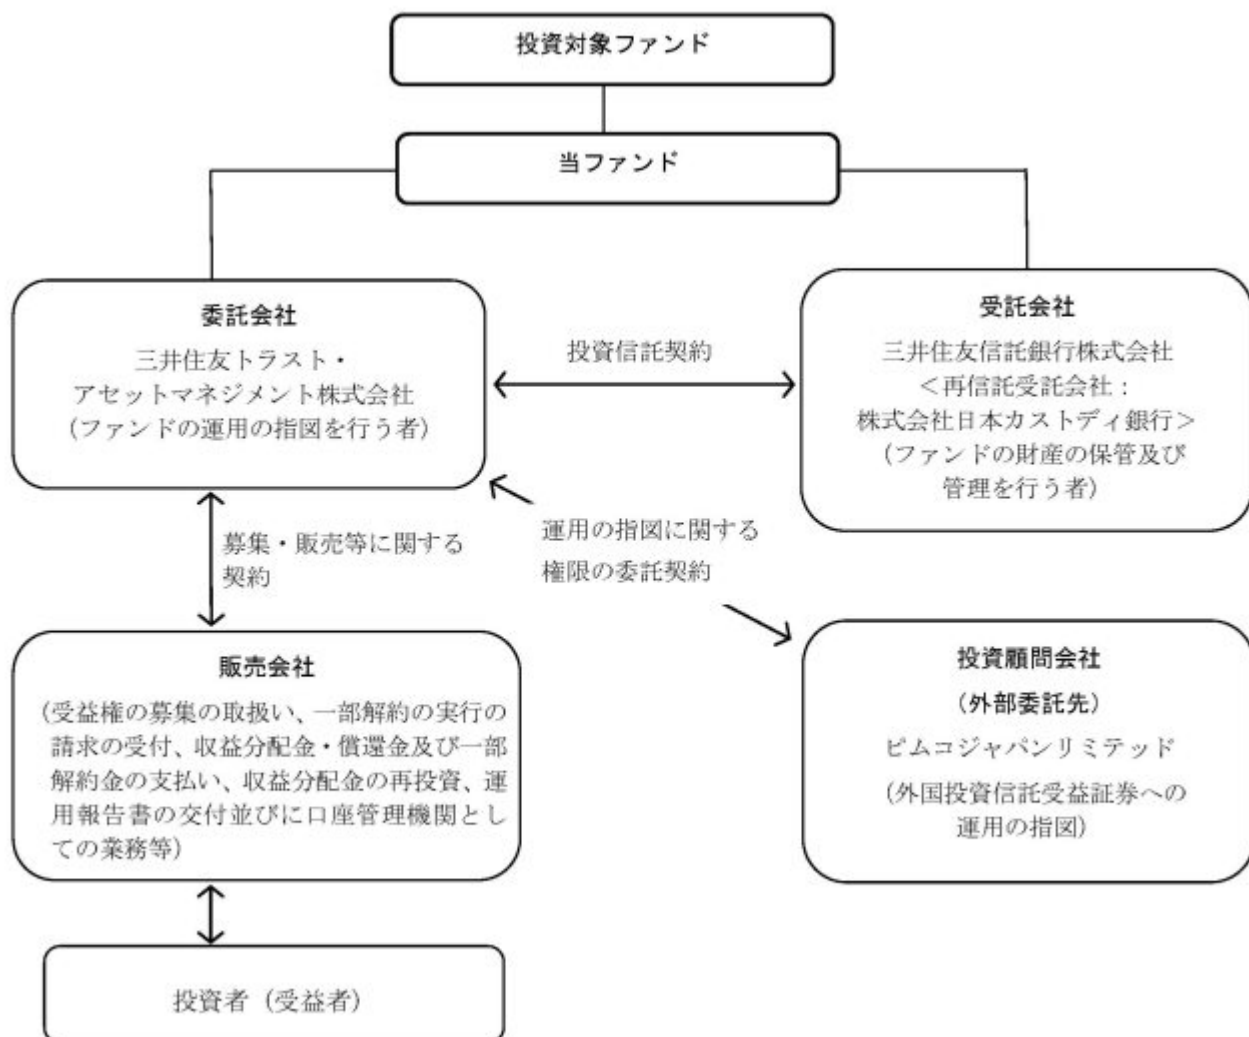 投資対象ファンド
当ファンド
委託会社
三井住友トラスト・
アセットマネジメント株式会社
(ファンドの運用の指図を行う者)
投資信託契約
受託会社
三井住友信託銀行株式会社
<再信託受託会社：
株式会社日本カストディ銀行>
(ファンドの財産の保管及び
管理を行う者)
募集・販売等に関する
契約
運用の指図に関する
権限の委託契約
販売会社
(受益権の募集の取扱い、一部解約の実行の
請求の受付、収益分配金・償還金及び一部
解約金の支払い、収益分配金の再投資、運
用報告書の交付並びに口座管理機関とし
ての業務等)
投資顧問会社
(外部委託先)
ピムコジャパンリミテッド
(外国投資信託受益証券への
運用の指図)
投資者 (受益者)